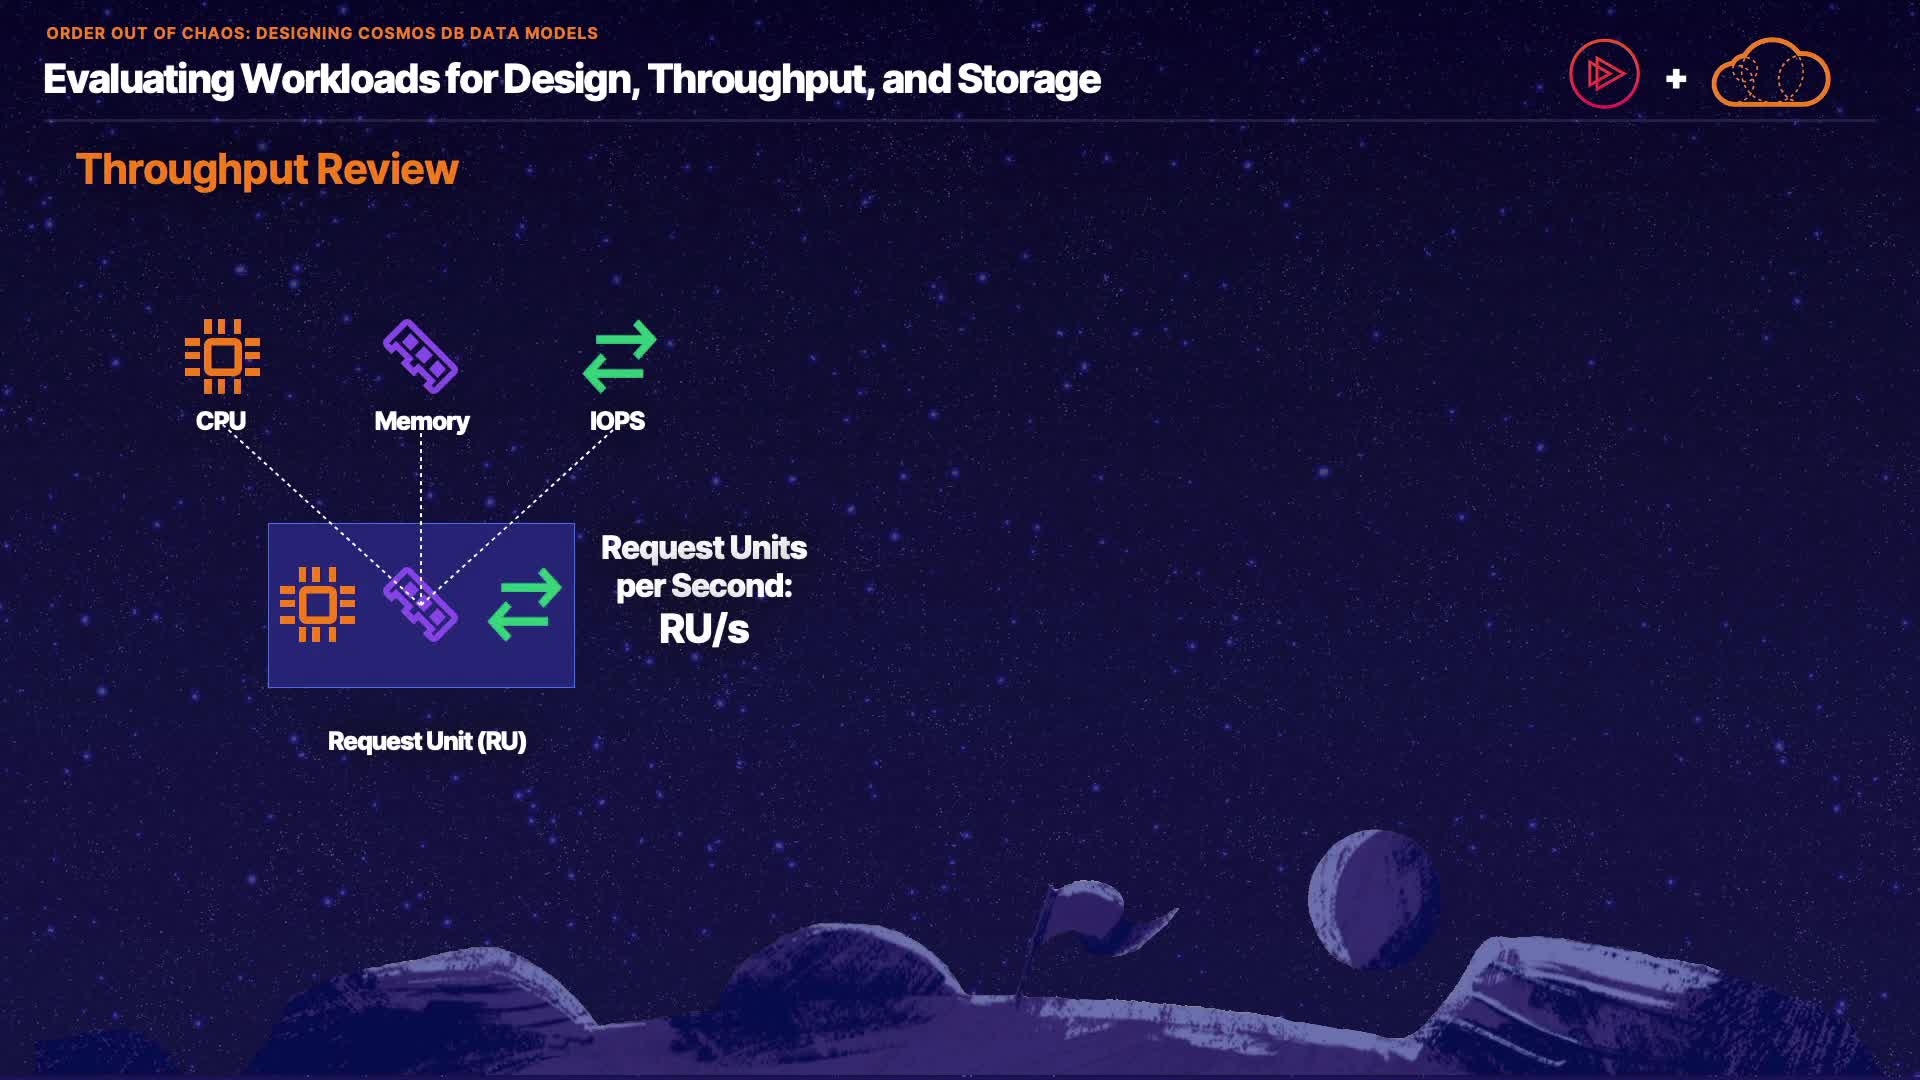 ORDER OUT OF CHAOS: DESIGNING COSMOS DB DATA MODELS
Evaluating Workloads for Design, Throughput, and Storage
Throughput Review
CPU
Memory
IOPS
Request Units
per Second:
RU/s
Request Unit (RU)